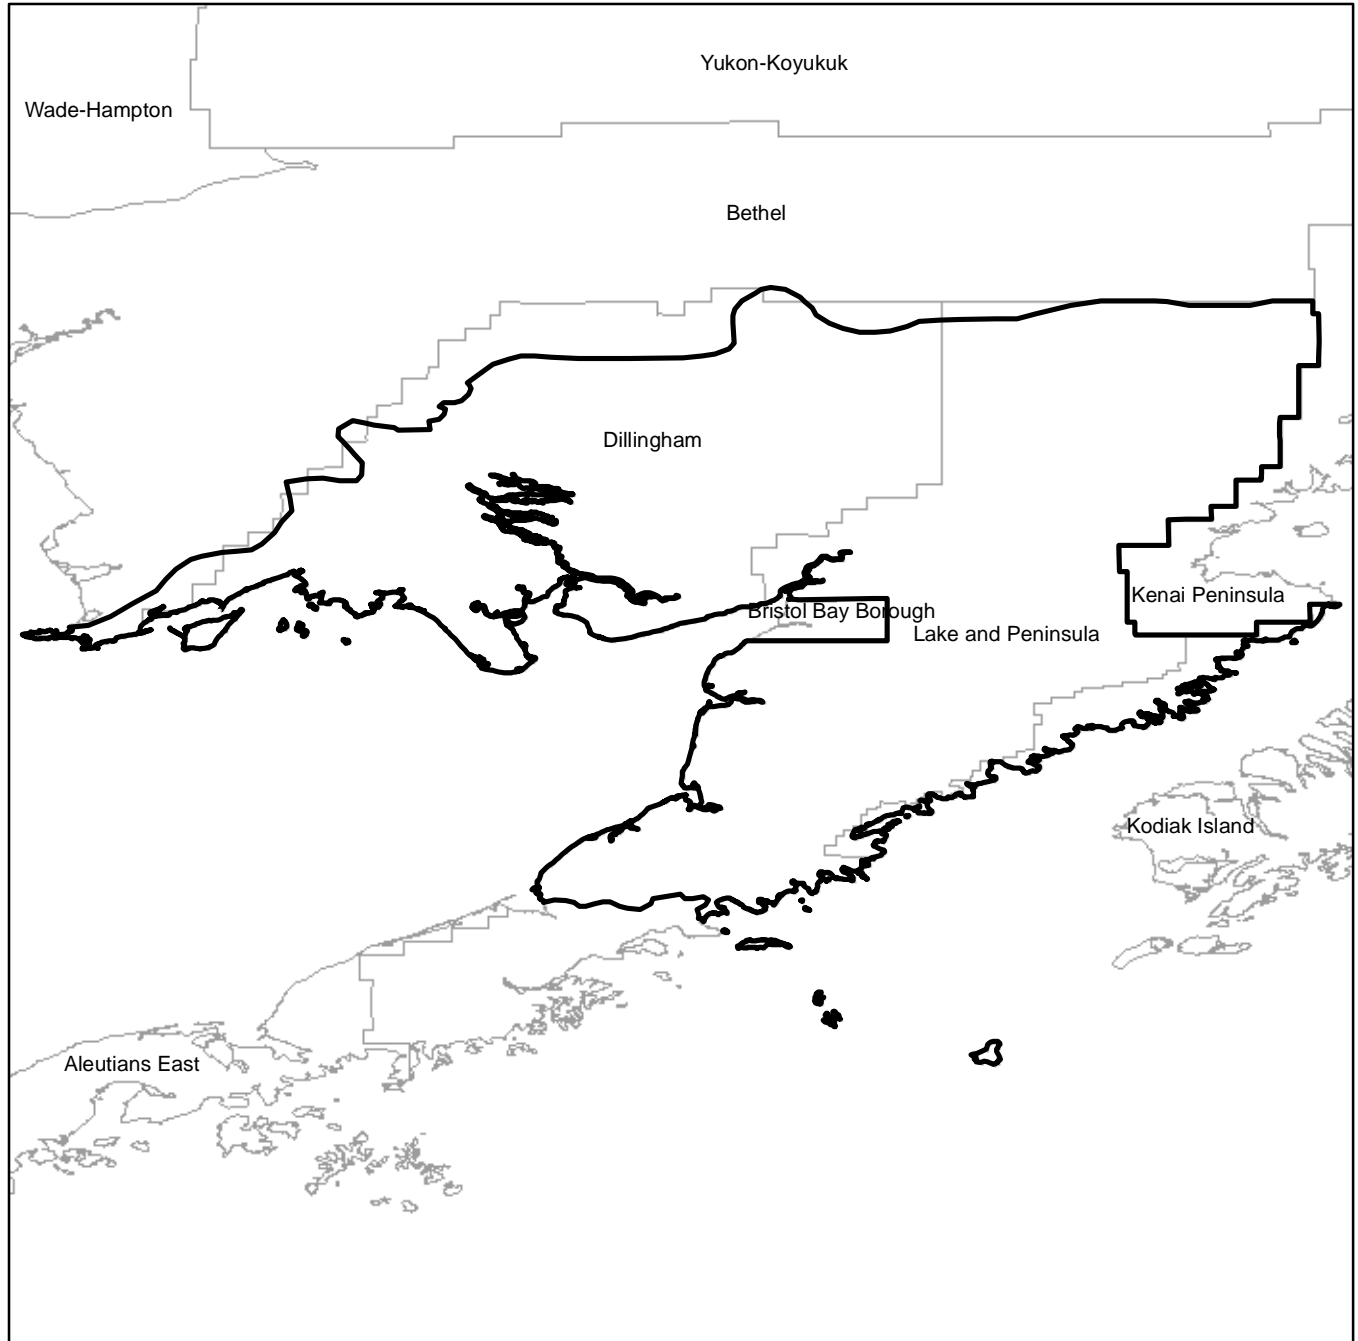 Yukon-Koyukuk
Wade-Hampton
Bethel
Dillingham
Kenai Peninsula
Bristol Bay Borough
Lake and Peninsula
Kodiak Island
Aleutians East